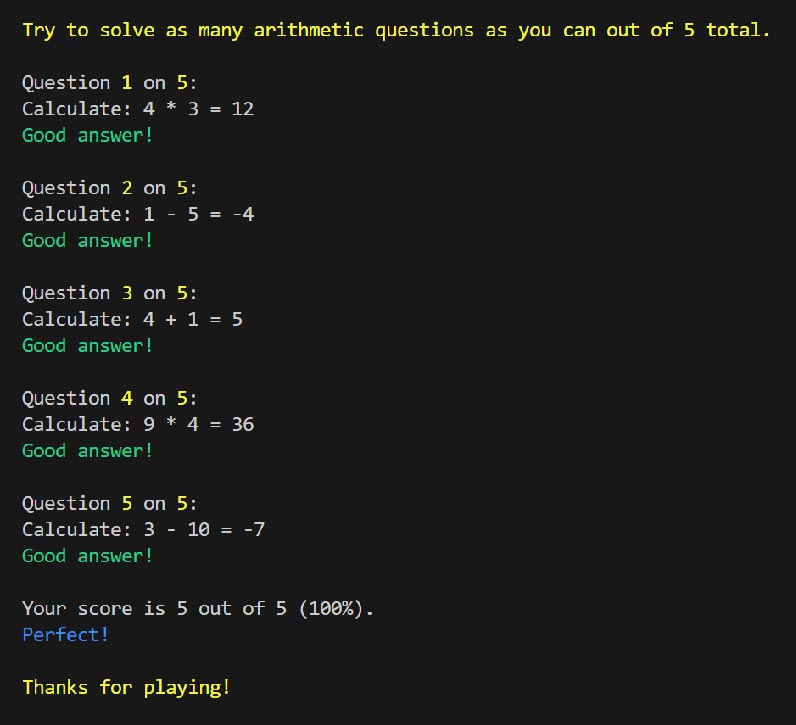 Try to solve as many arithmetic questions as you can out of 5 total.
Question 1 on 5:
Calculate: 4 * 3 = 12
Good answer!
Question 2 on 5:
Calculate: 1 - 5 = -4
Good answer!
Question 3 on 5:
Calculate: 4 + 1 = 5
Good answer!
Question 4 on 5:
Calculate: 9 * 4 = 36
Good answer!
Question 5 on 5:
Calculate: 3 - 10 = -7
Good answer!
Your score is 5 out of 5 (100%).
Perfect!
Thanks for playing!